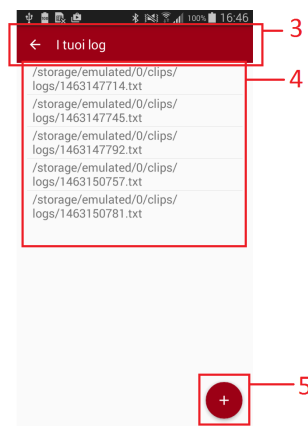 100% 16:46
3
I tuoi log
4
/storage/emulated/0/clips/
logs/1463147714.txt
/storage/emulated/0/clips/
logs/1463147745.txt
/storage/emulated/0/clips/
logs/1463147792.txt
/storage/emulated/0/clips/
logs/1463150757.txt
/storage/emulated/0/clips/
logs/1463150781.txt
5
+